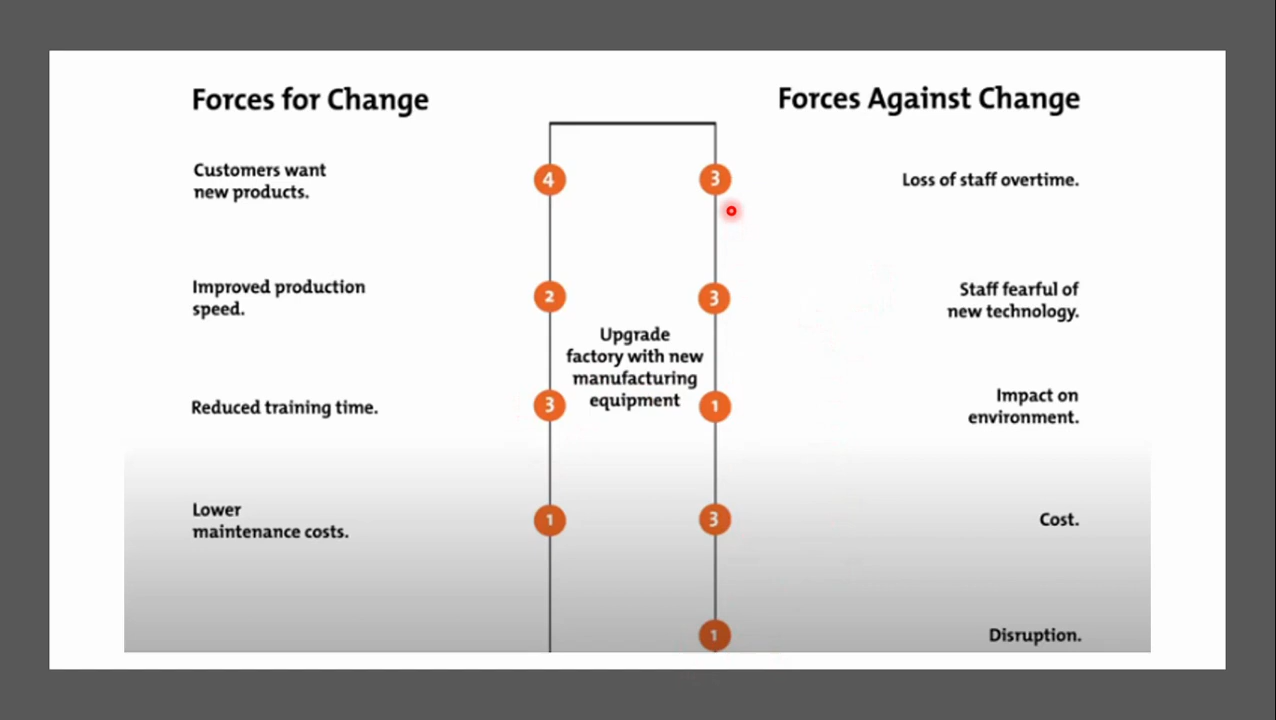 Forces for Change
Forces Against Change
Customers want
new products.
4
3
Loss of staff overtime.
Improved production
speed.
2
3
Staff fearful of
new technology.
Upgrade
factory with new
manufacturing
equipment
Reduced training time.
3
1
Impact on
environment.
Lower
maintenance costs.
1
3
Cost.
1
Disruption.